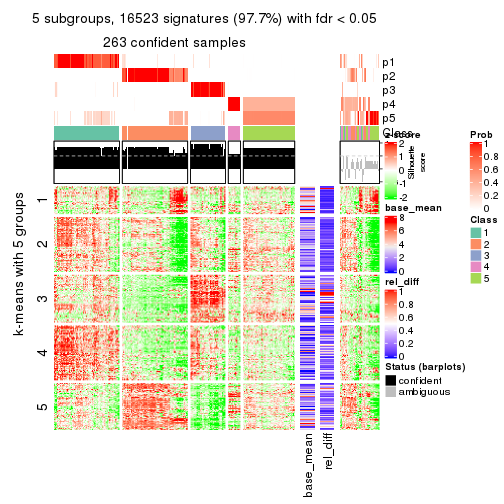 5 subgroups, 16523 signatures (97.7%) with fdr < 0.05
263 confident samples
p1
p2
p3
p4
p5
Class
z-score
2
1
0
-1
-2
Silhouette
score
base_mean
8
6
4
2
0
rel_diff
1
0.8
0.6
0.4
0.2
0
Status (barplots)
confident
ambiguous
Prob
1
0.8
0.6
0.4
0.2
0
Class
1
2
3
4
5
k-means with 5 groups
1
2
3
4
5
base_mean
rel_diff